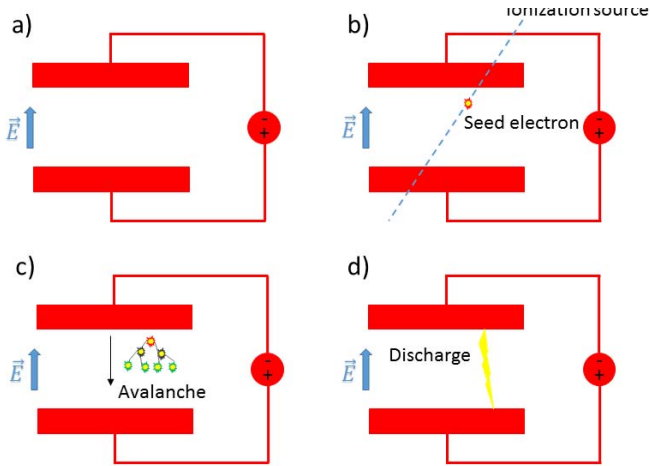 a)
E
-
+
b)
ionization source
E
-
+
Seed electron
c)
E
-
+
Avalanche
d)
E
-
+
Discharge